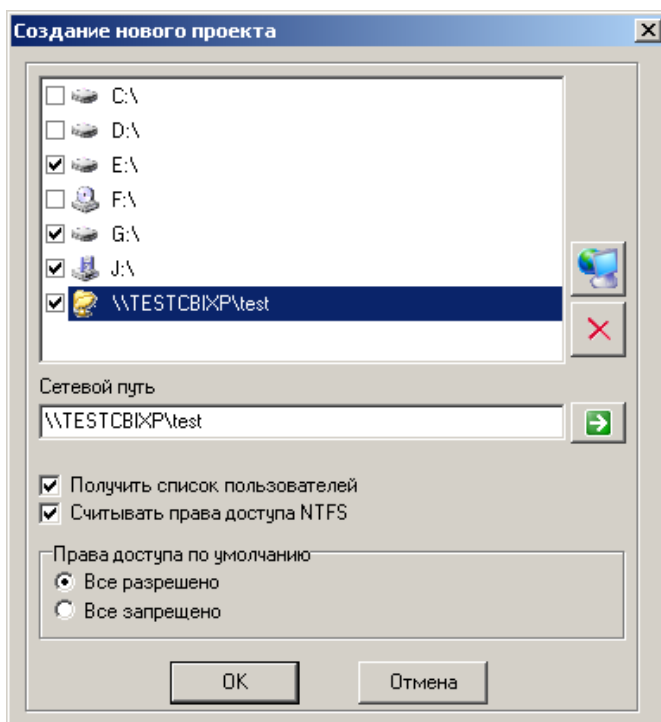 Создание нового проекта
C:\
D:\
E:\
F:\
G:\
J:\
\\TESTCBIXP\test
Сетевой путь
\\TESTCBIXP\test
Получить список пользователей
Считывать права доступа NTFS
Права доступа по умолчанию
Все разрешено
Все запрещено
OK
Отмена